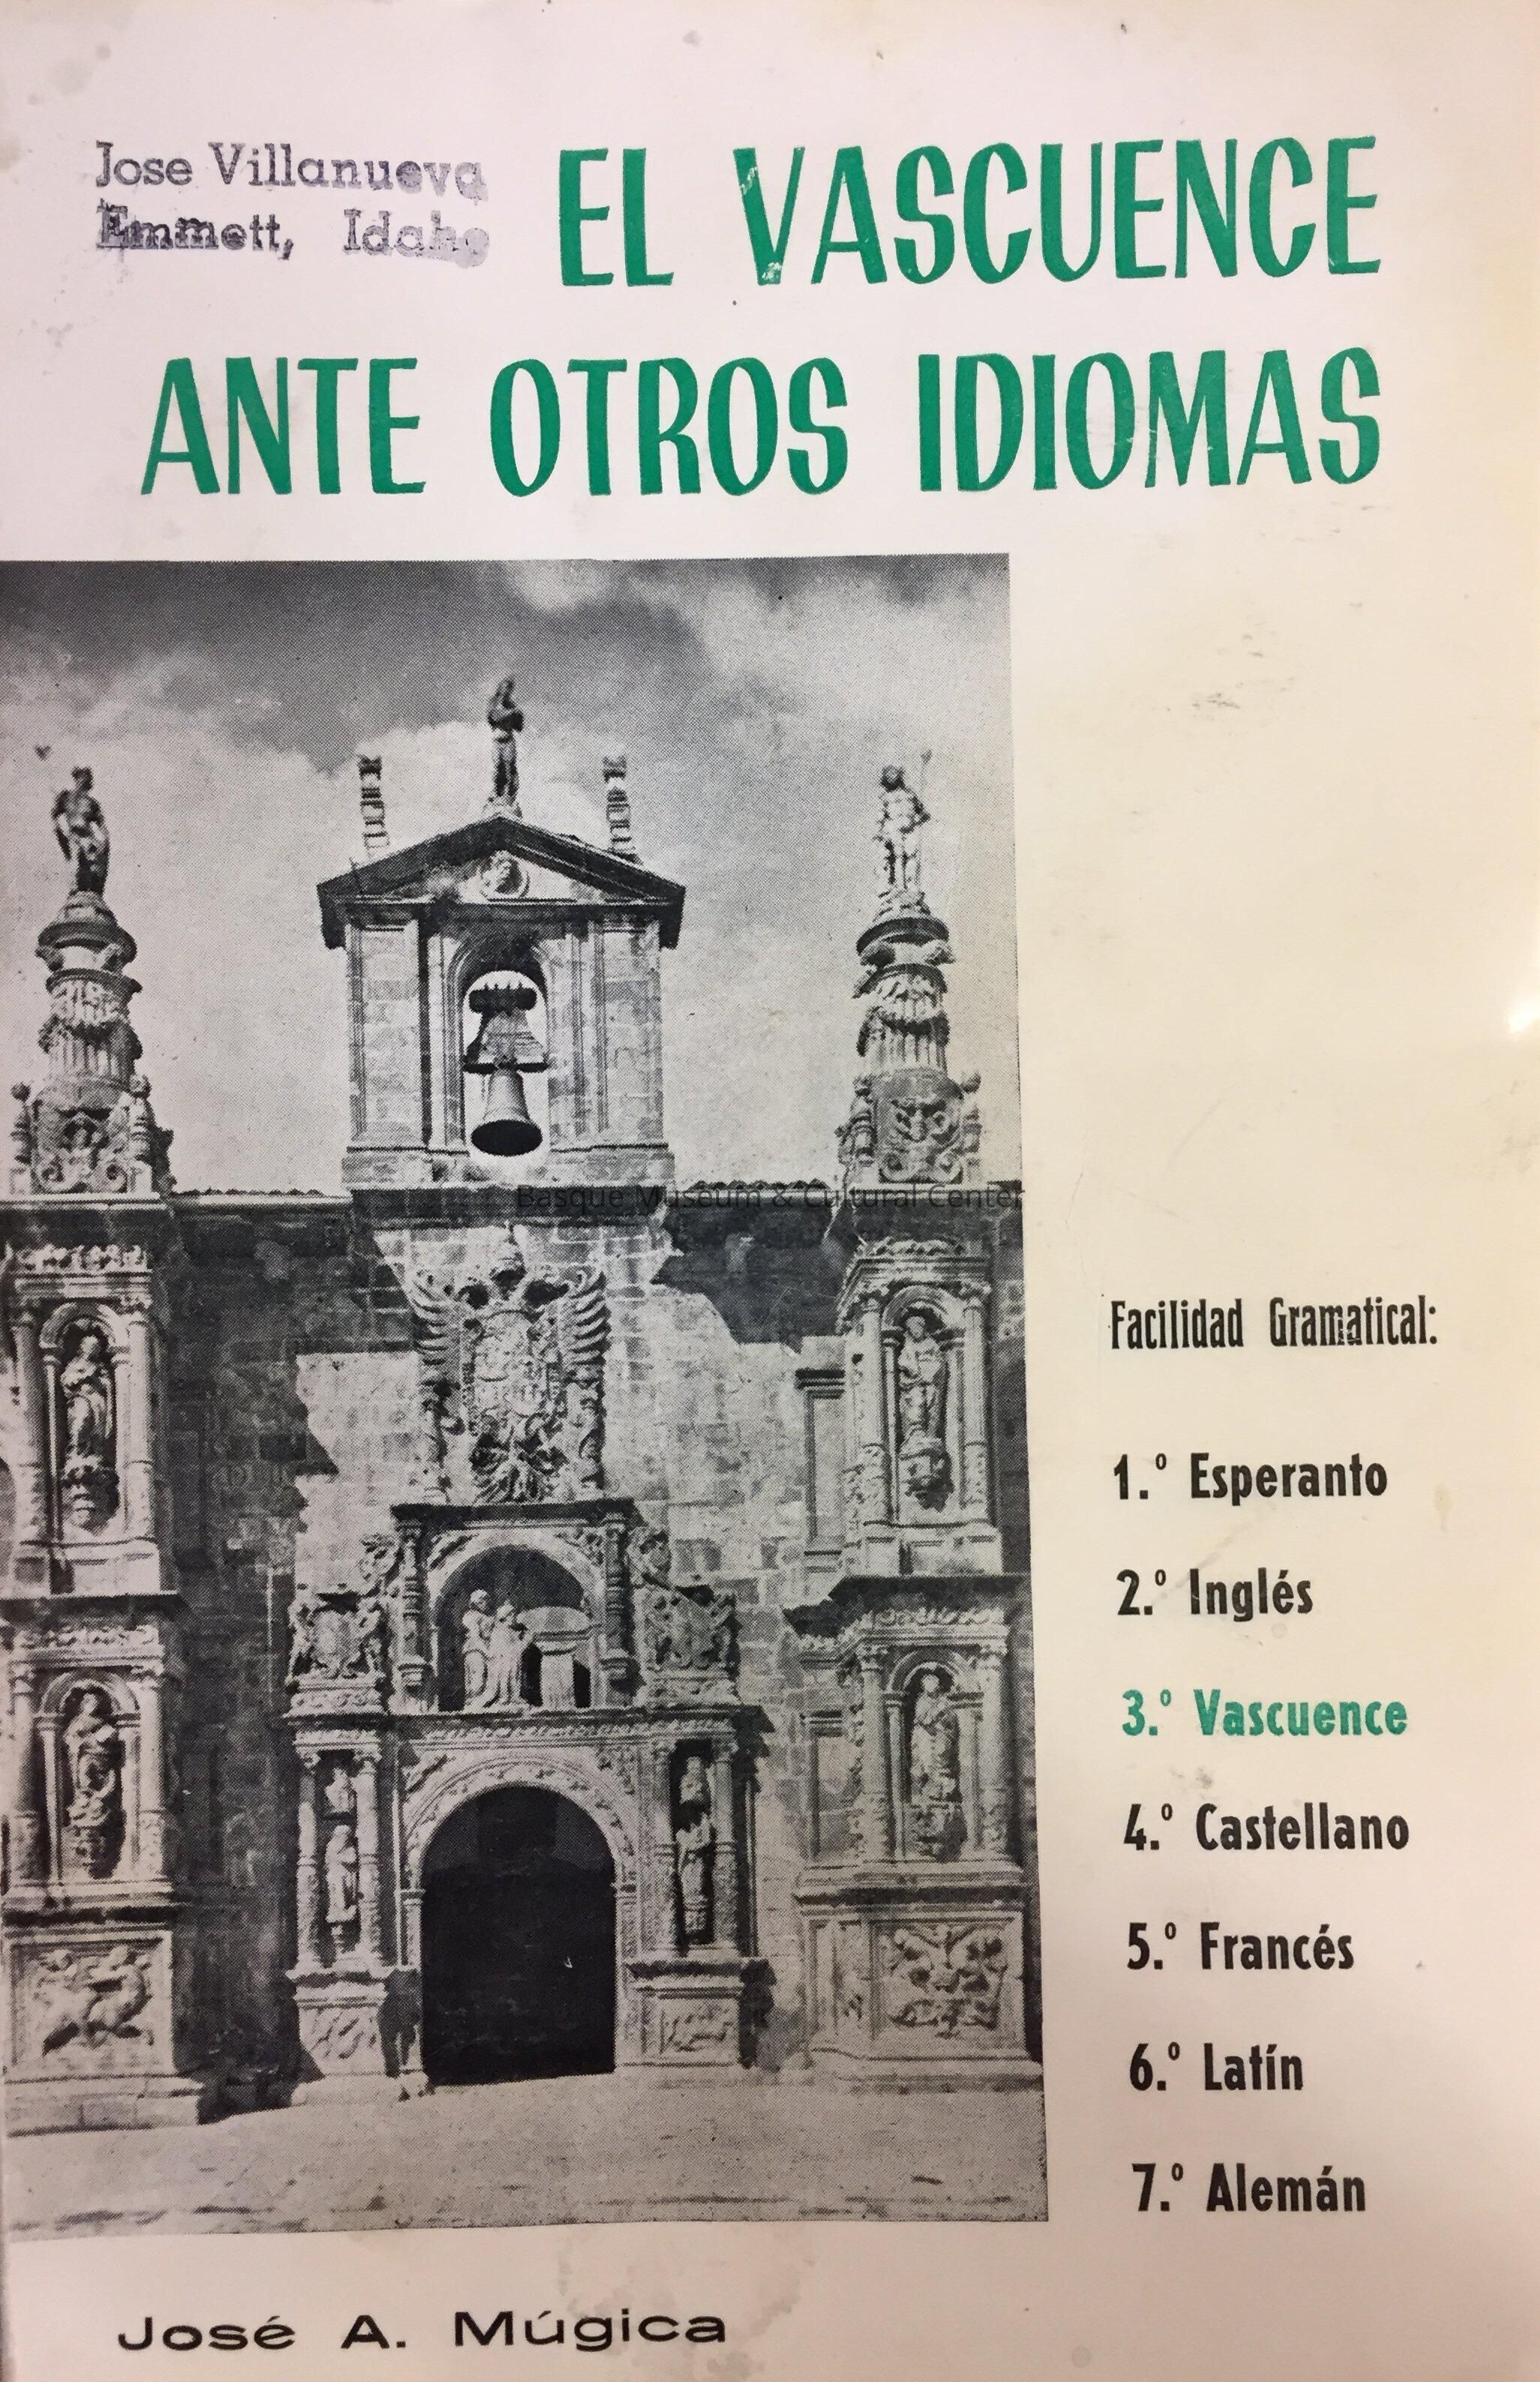 Jose Villanueva
Emmett, Idaho
EL VASCUENCE
ANTE OTROS IDIOMAS
Basque Museum & Cultural Center
Facilidad Gramatical:
1.º Esperanto
2.º Inglés
3.º Vascuence
4.º Castellano
5.º Francés
6.º Latín
7.º Alemán
José A. Múgica